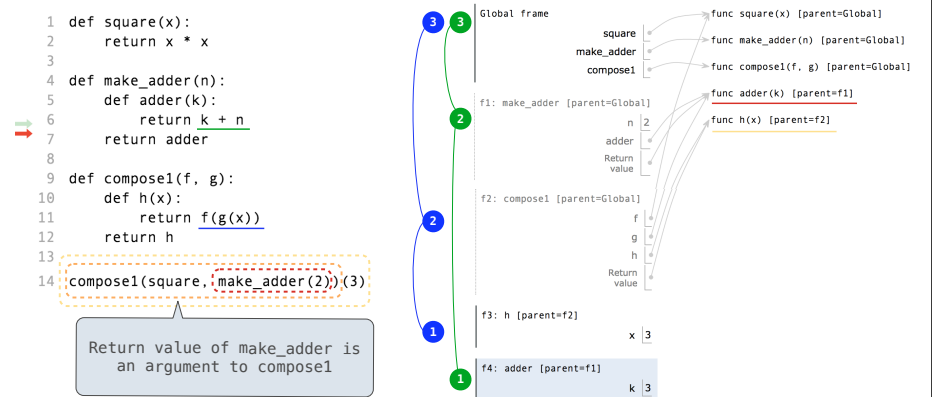 1 def square(x):
2 return x * x
3
4 def make_adder(n):
5 def adder(k):
6 return k + n
7 return adder
8
9 def compose1(f, g):
10 def h(x):
11 return f(g(x))
12 return h
13
14 compose1(square, make_adder(2))(3)
Return value of make_adder is
an argument to compose1
3 3
2
2
1
1
Global frame
square
make_adder
compose1
f1: make_adder [parent=Global]
n 2
adder
Return
value
f2: compose1 [parent=Global]
f
g
h
Return
value
f3: h [parent=f2]
x 3
f4: adder [parent=f1]
k 3
func square(x) [parent=Global]
func make_adder(n) [parent=Global]
func compose1(f, g) [parent=Global]
func adder(k) [parent=f1]
func h(x) [parent=f2]